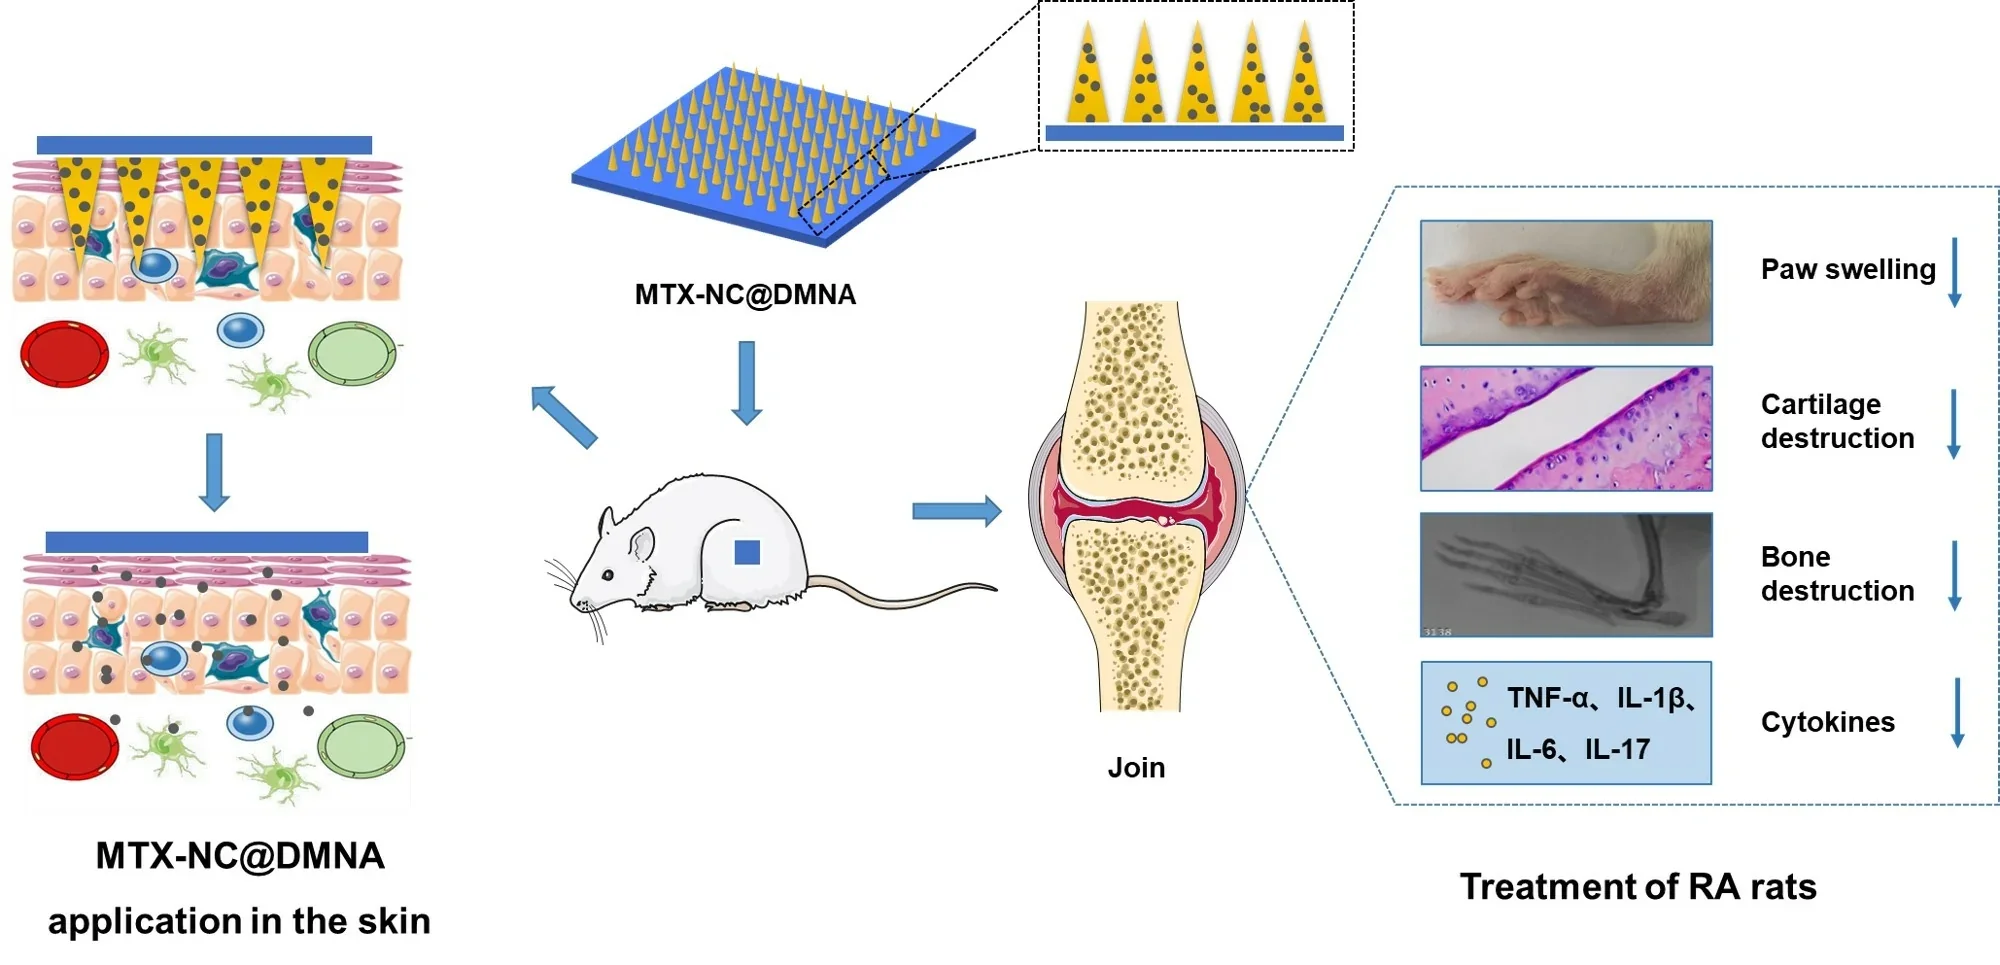 MTX-NC@DMNA
Paw swelling
Cartilage
destruction
Bone
destruction
3138
TNF-α、IL-1β、
IL-6、IL-17
Cytokines
Join
MTX-NC@DMNA
application in the skin
Treatment of RA rats